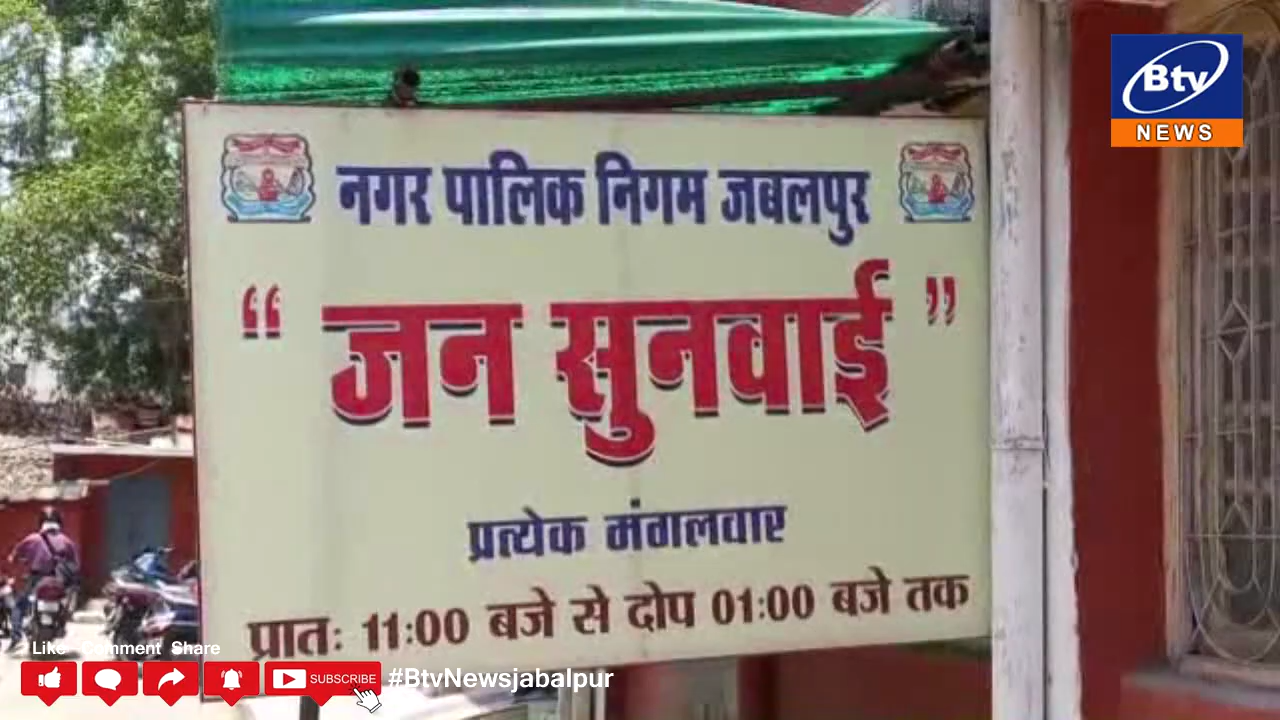 Btv
NEWS
नगर पालिक निगम जबलपुर
“ जन सुनवाई ”
प्रत्येक मंगलवार
प्रातः 11:00 बजे से दोप 01:00 बजे तक
Like Comment Share
SUBSCRIBE
#BtvNewsjabalpur